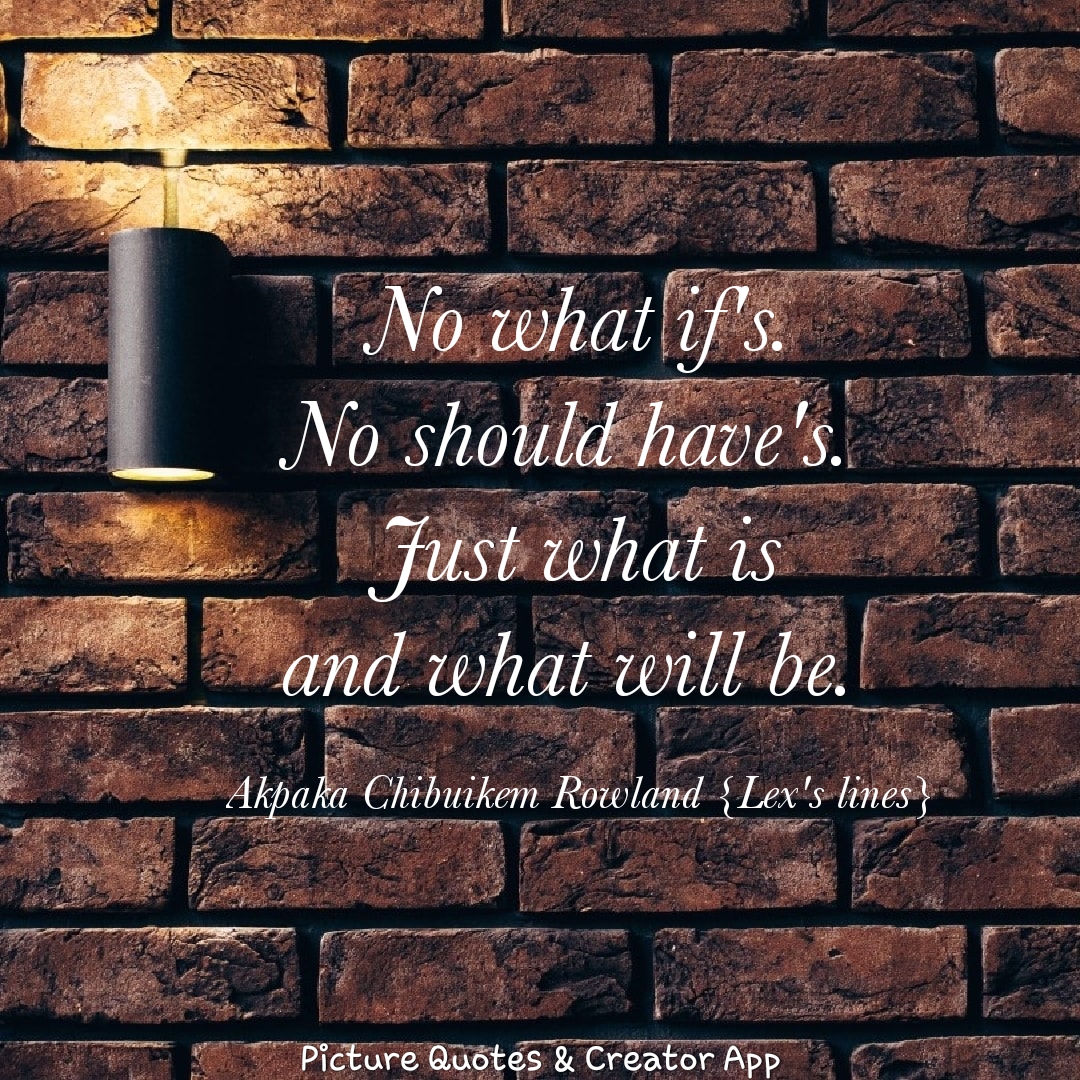 No what if's.
No should have's.
Just what is
and what will be.
Akpaka Chibuikem Rowland {Lex's lines}
Picture Quotes & Creator App